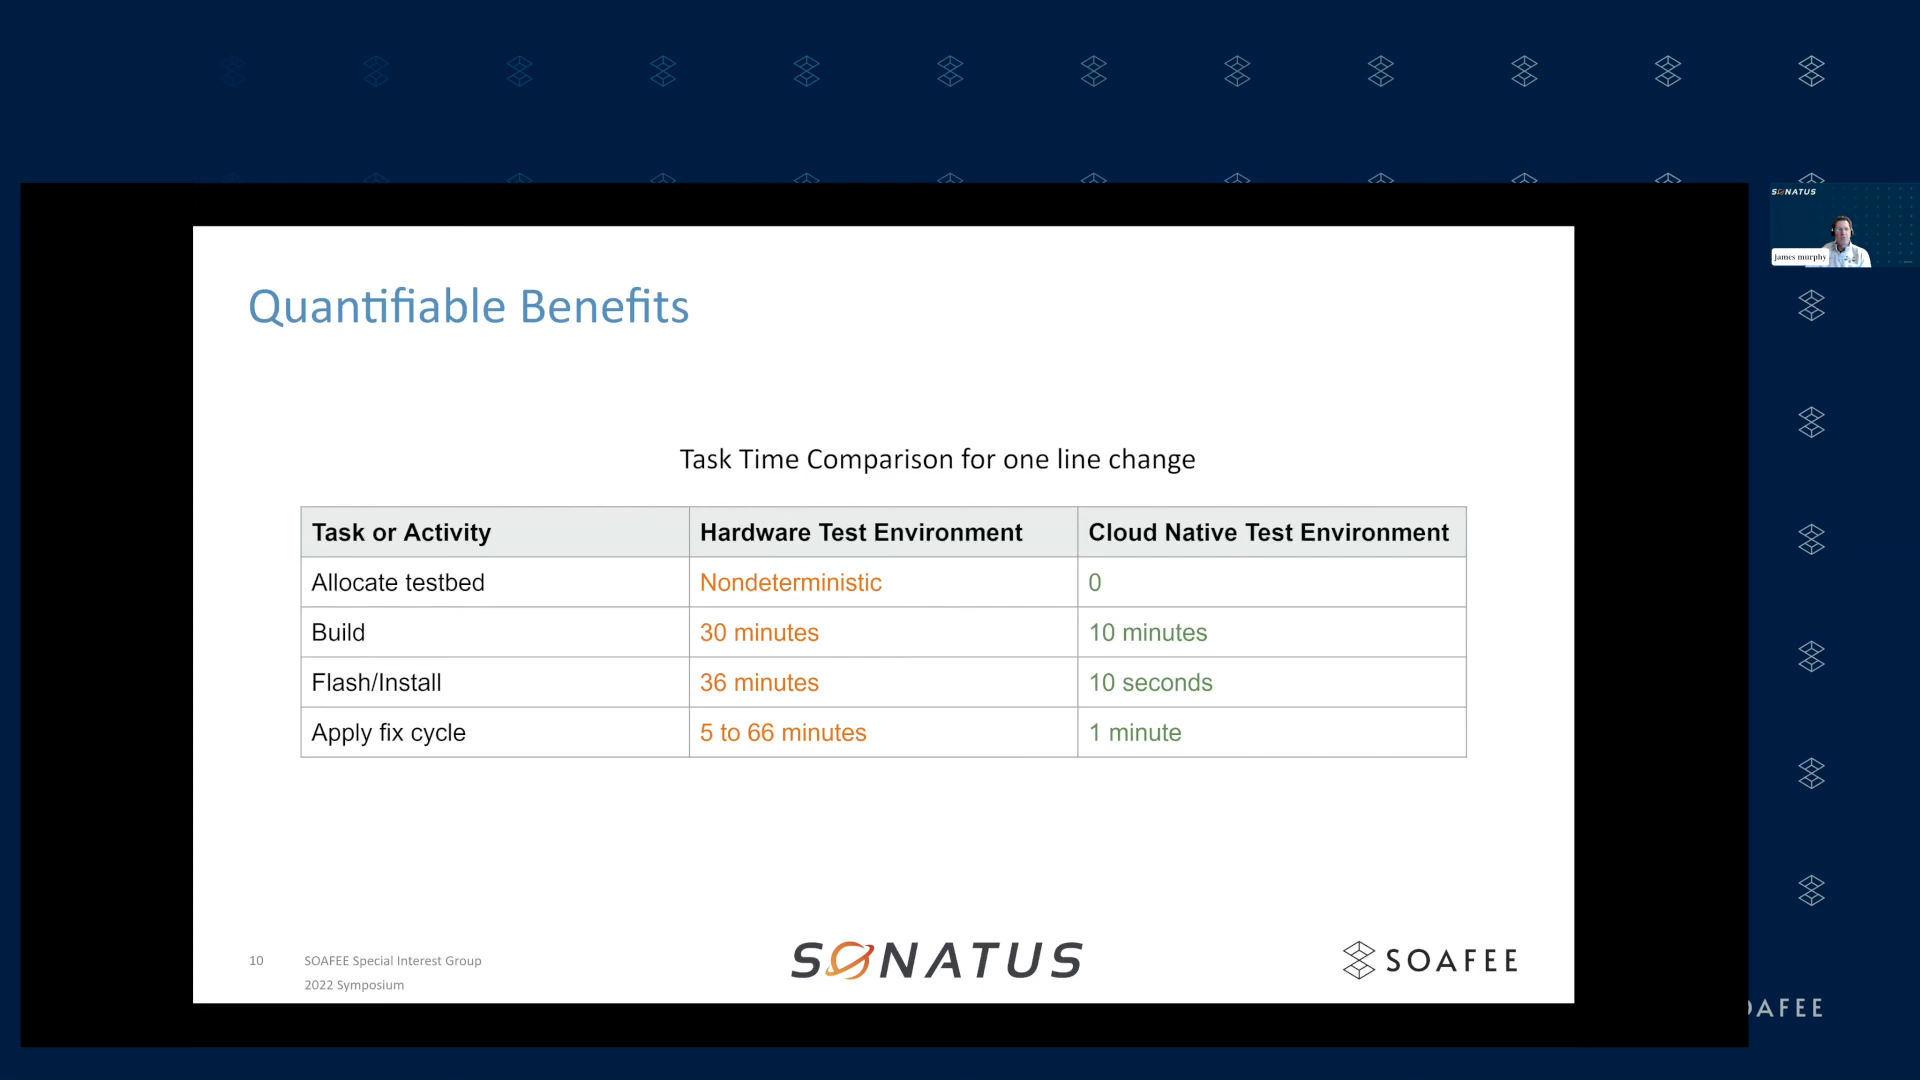 SONATUS
james murphy
Quantifiable Benefits
Task Time Comparison for one line change
Task or Activity Hardware Test Environment Cloud Native Test Environment
Allocate testbed Nondeterministic 0
Build 30 minutes 10 minutes
Flash/Install 36 minutes 10 seconds
Apply fix cycle 5 to 66 minutes 1 minute
10 SOAFEE Special Interest Group
2022 Symposium
SONATUS
SOAFEE
OAFEE